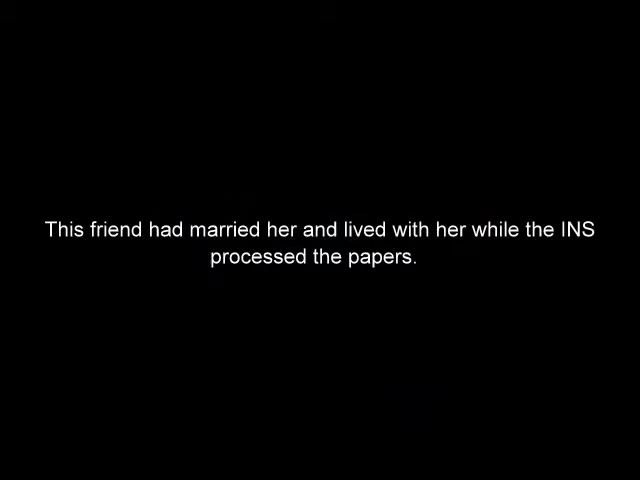 This friend had married her and lived with her while the INS
processed the papers.